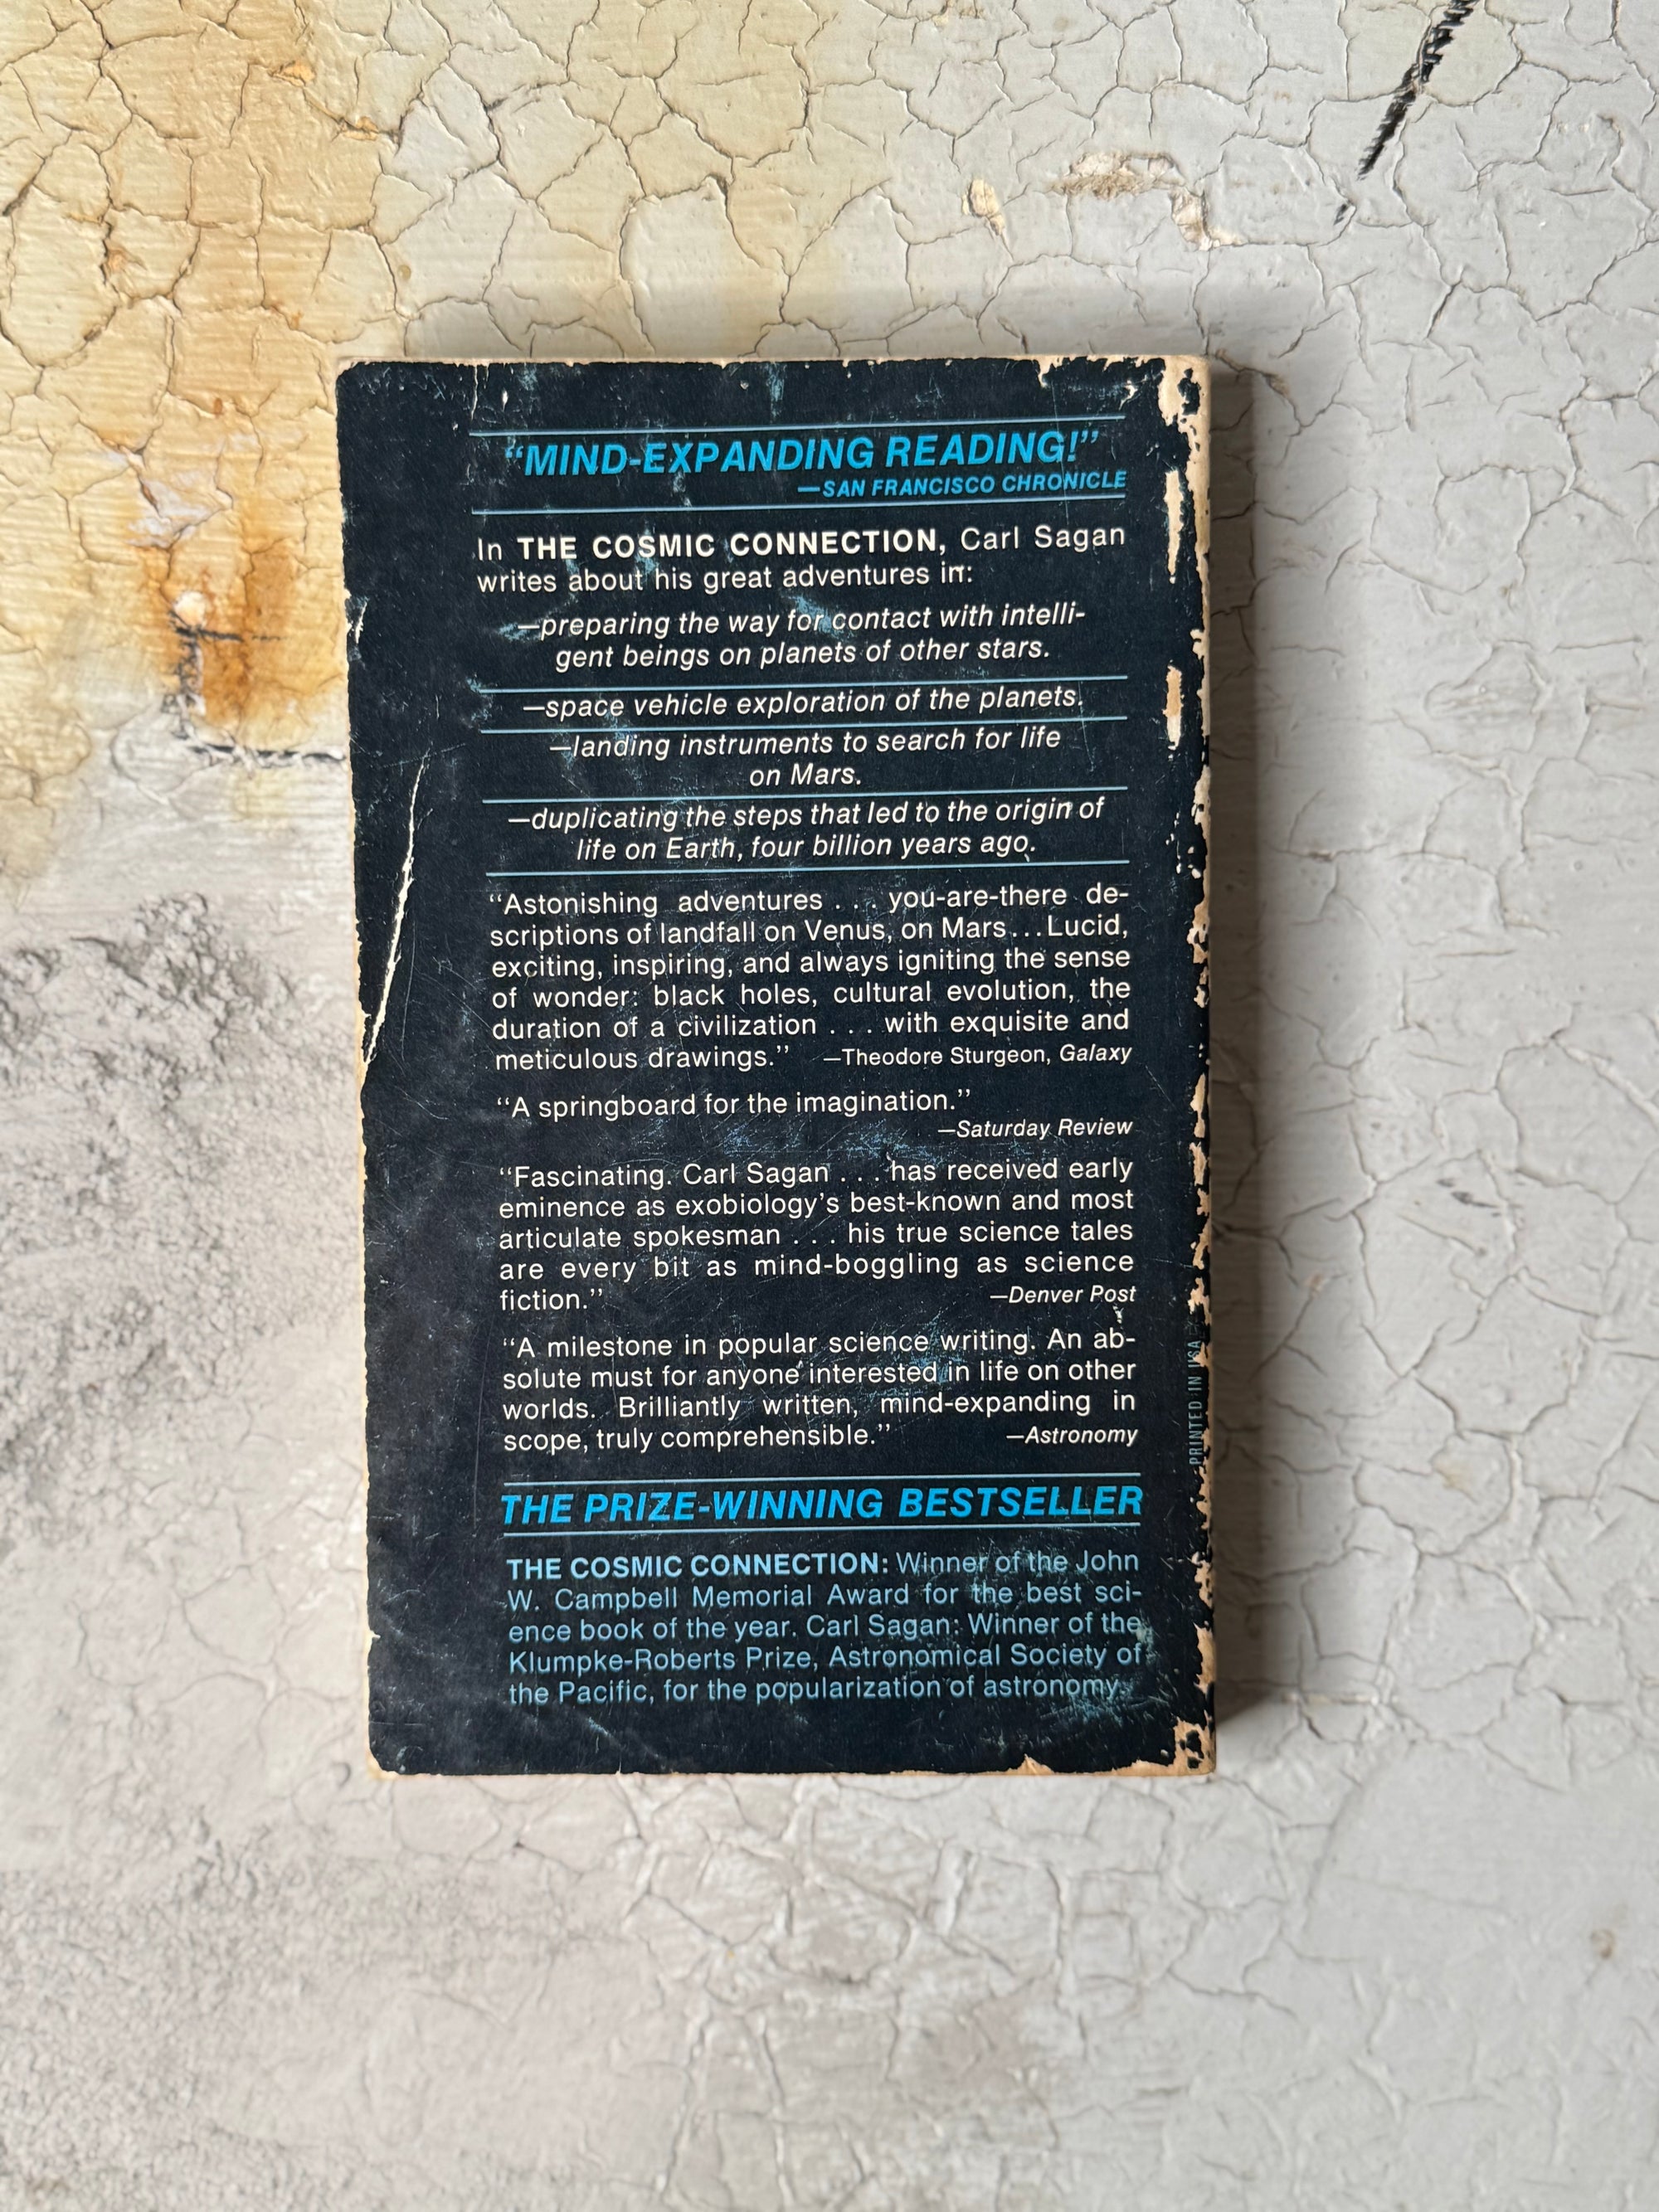 “MIND-EXPANDING READING!”
—SAN FRANCISCO CHRONICLE
In THE COSMIC CONNECTION, Carl Sagan
writes about his great adventures in:
—preparing the way for contact with intelli-
gent beings on planets of other stars.
—space vehicle exploration of the planets.
—landing instruments to search for life
on Mars.
—duplicating the steps that led to the origin of
life on Earth, four billion years ago.
“Astonishing adventures . . . you-are-there de-
scriptions of landfall on Venus, on Mars...Lucid,
exciting, inspiring, and always igniting the sense
of wonder: black holes, cultural evolution, the
duration of a civilization . . . with exquisite and
meticulous drawings.” —Theodore Sturgeon, Galaxy
“A springboard for the imagination.”
—Saturday Review
“Fascinating. Carl Sagan . . . has received early
eminence as exobiology’s best-known and most
articulate spokesman . . . his true science tales
are every bit as mind-boggling as science
fiction.” —Denver Post
“A milestone in popular science writing. An ab-
solute must for anyone interested in life on other
worlds. Brilliantly written, mind-expanding in
scope, truly comprehensible.” —Astronomy
THE PRIZE-WINNING BESTSELLER
THE COSMIC CONNECTION: Winner of the John
W. Campbell Memorial Award for the best sci-
ence book of the year. Carl Sagan: Winner of the
Klumpke-Roberts Prize, Astronomical Society of
the Pacific, for the popularization of astronomy.
PRINTED IN USA